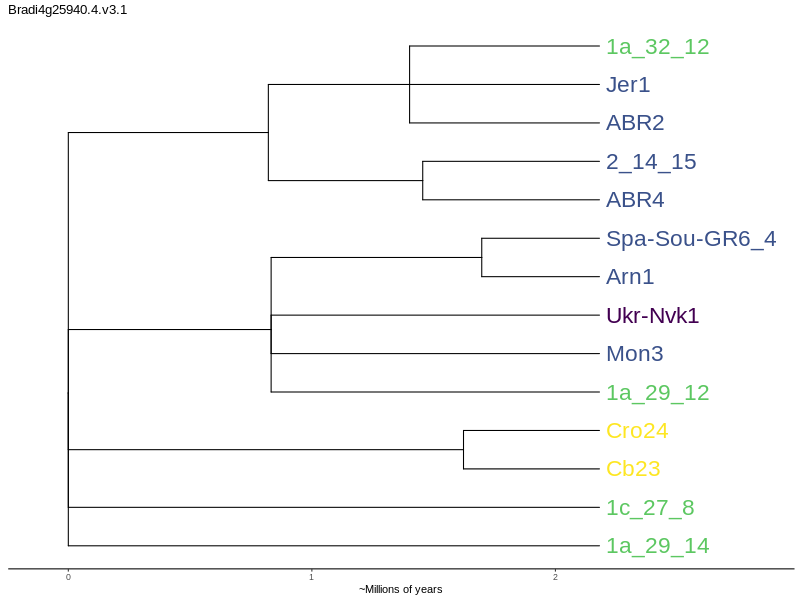 Bradi4g25940.4.v3.1
1a_32_12
Jer1
ABR2
2_14_15
ABR4
Spa-Sou-GR6_4
Arn1
Ukr-Nvk1
Mon3
1a_29_12
Cro24
Cb23
1c_27_8
1a_29_14
0 1 2
~Millions of years